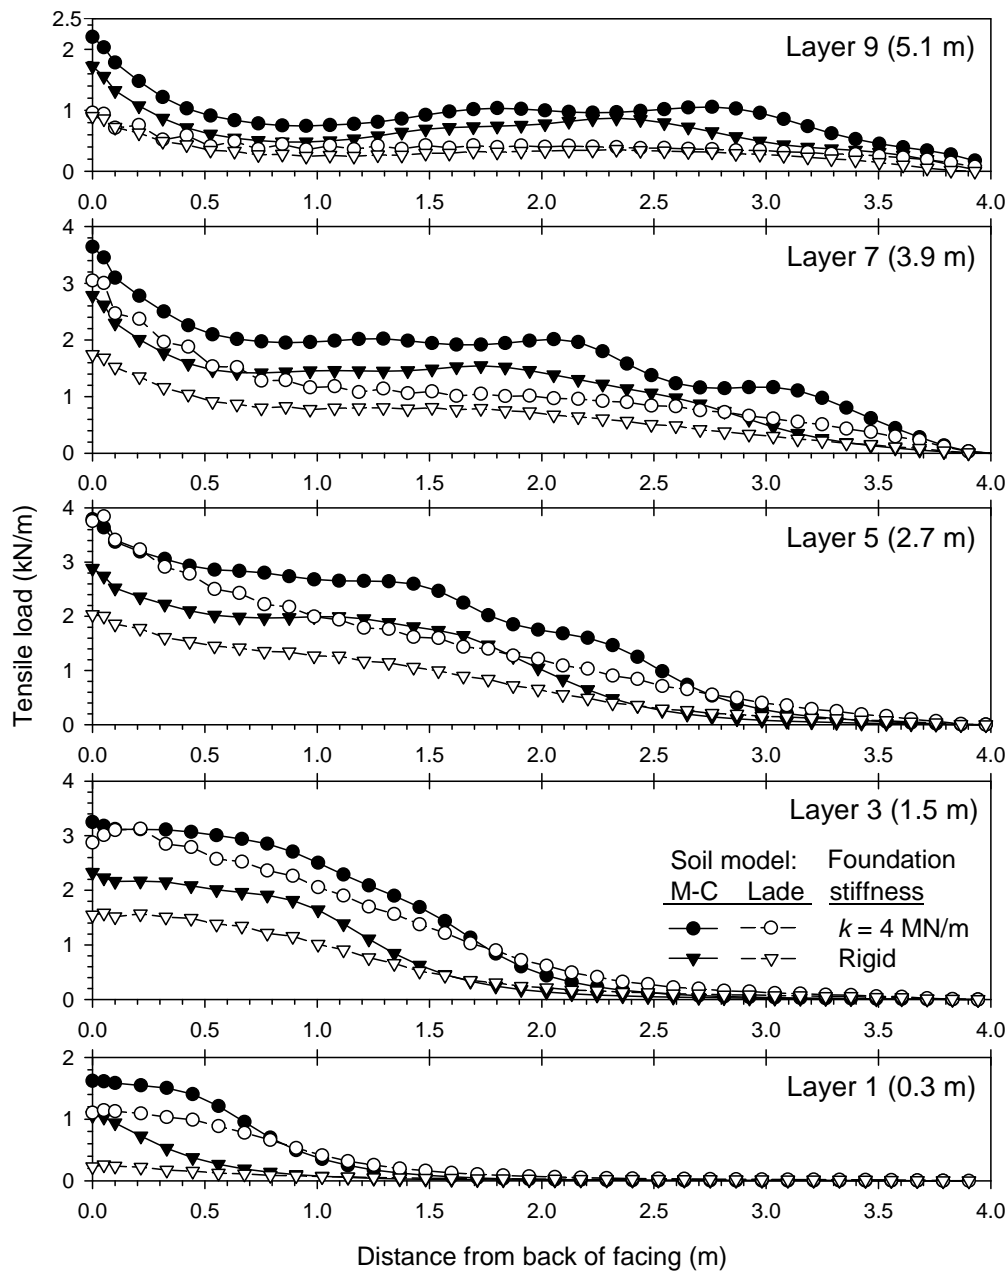 2.5
2
1
0
Layer 9 (5.1 m)
0.0 0.5 1.0 1.5 2.0 2.5 3.0 3.5 4.0
4
3
2
1
0
Layer 7 (3.9 m)
0.0 0.5 1.0 1.5 2.0 2.5 3.0 3.5 4.0
Tensile load (kN/m)
4
3
2
1
0
Layer 5 (2.7 m)
0.0 0.5 1.0 1.5 2.0 2.5 3.0 3.5 4.0
4
3
2
1
0
Layer 3 (1.5 m)
Soil model: Foundation
M-C Lade stiffness
k = 4 MN/m
Rigid
0.0 0.5 1.0 1.5 2.0 2.5 3.0 3.5 4.0
2
1
0
Layer 1 (0.3 m)
0.0 0.5 1.0 1.5 2.0 2.5 3.0 3.5 4.0
Distance from back of facing (m)